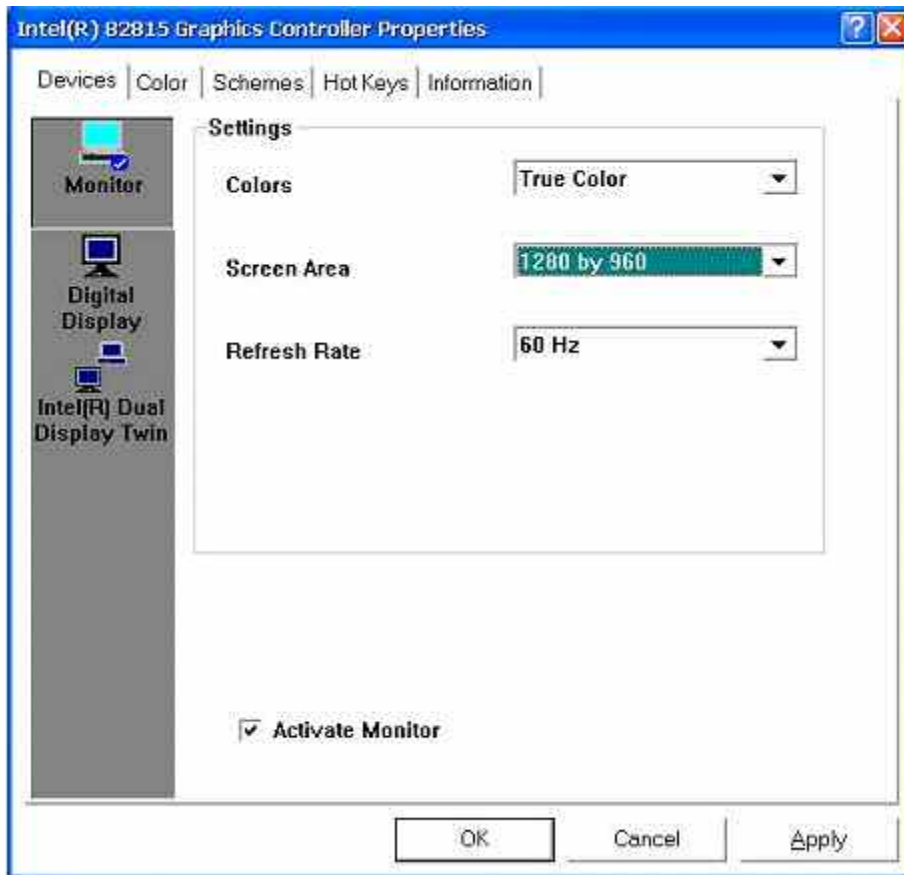 Intel(R) 82815 Graphics Controller Properties
Devices Color Schemes Hot Keys Information
Monitor
Digital
Display
Intel(R) Dual
Display Twin
Settings
Colors True Color
Screen Area 1280 by 960
Refresh Rate 60 Hz
Activate Monitor
OK Cancel Apply